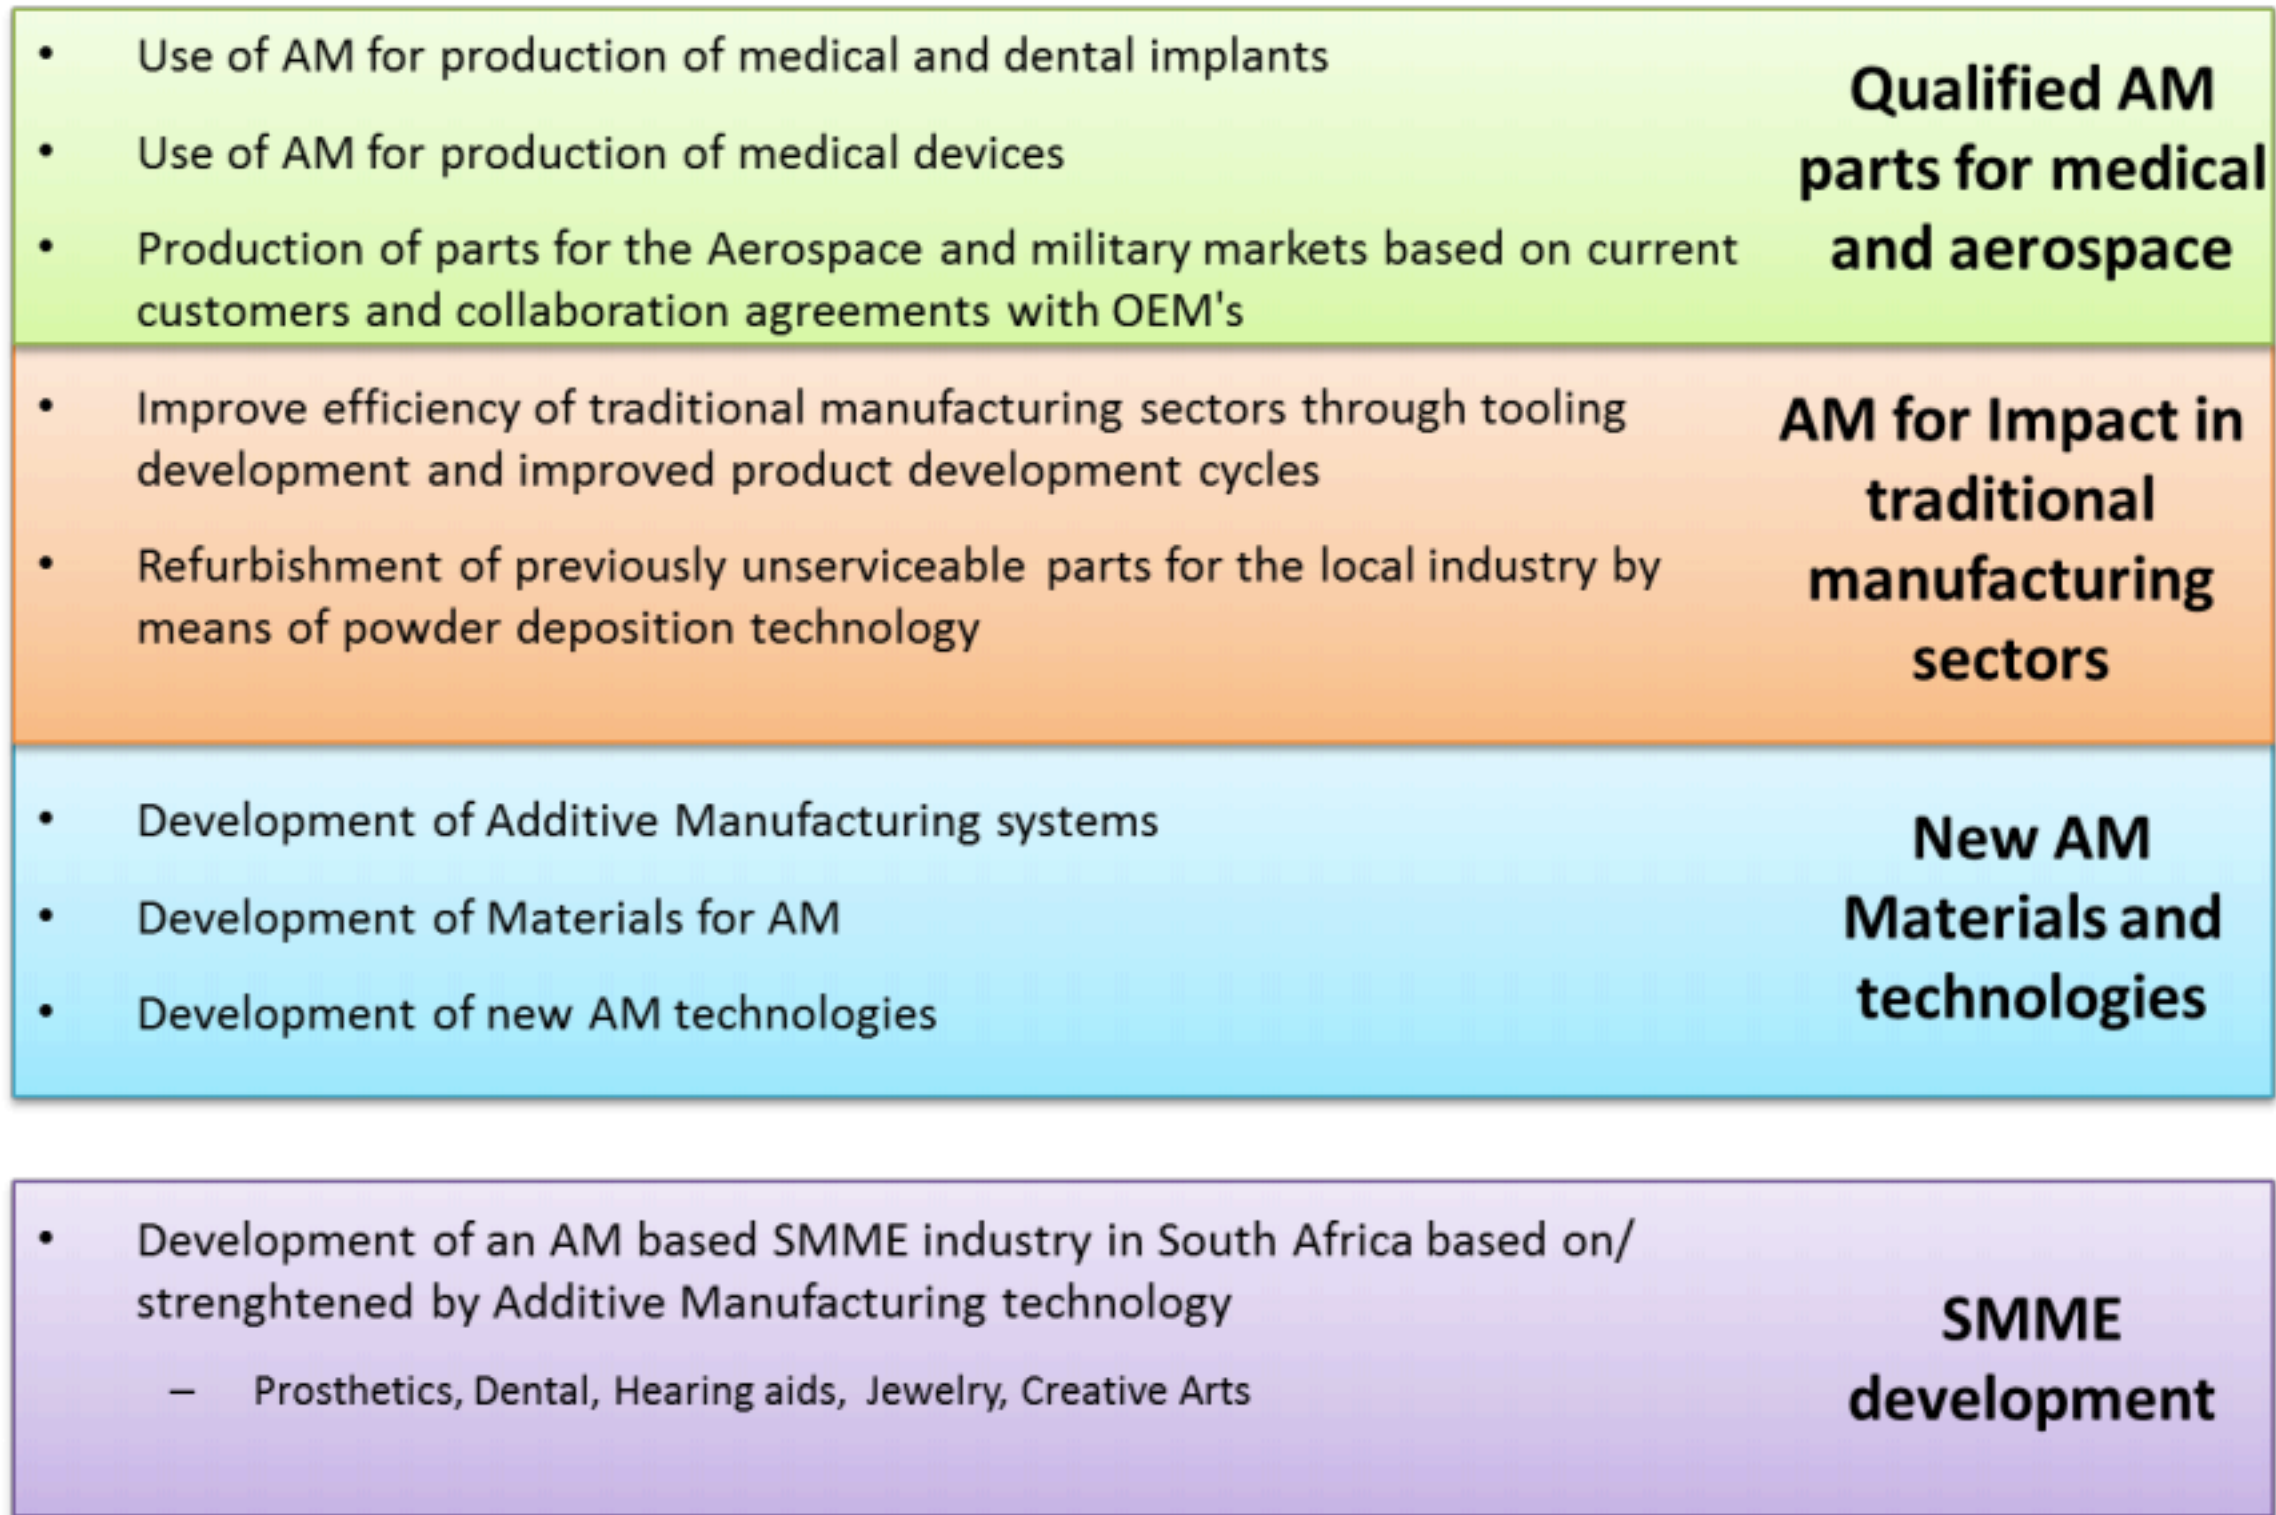 • Use of AM for production of medical and dental implants
• Use of AM for production of medical devices
• Production of parts for the Aerospace and military markets based on current
customers and collaboration agreements with OEM's
Qualified AM
parts for medical
and aerospace
• Improve efficiency of traditional manufacturing sectors through tooling
development and improved product development cycles
• Refurbishment of previously unserviceable parts for the local industry by
means of powder deposition technology
AM for Impact in
traditional
manufacturing
sectors
• Development of Additive Manufacturing systems
• Development of Materials for AM
• Development of new AM technologies
New AM
Materials and
technologies
• Development of an AM based SMME industry in South Africa based on/
strenghtened by Additive Manufacturing technology
– Prosthetics, Dental, Hearing aids, Jewelry, Creative Arts
SMME
development